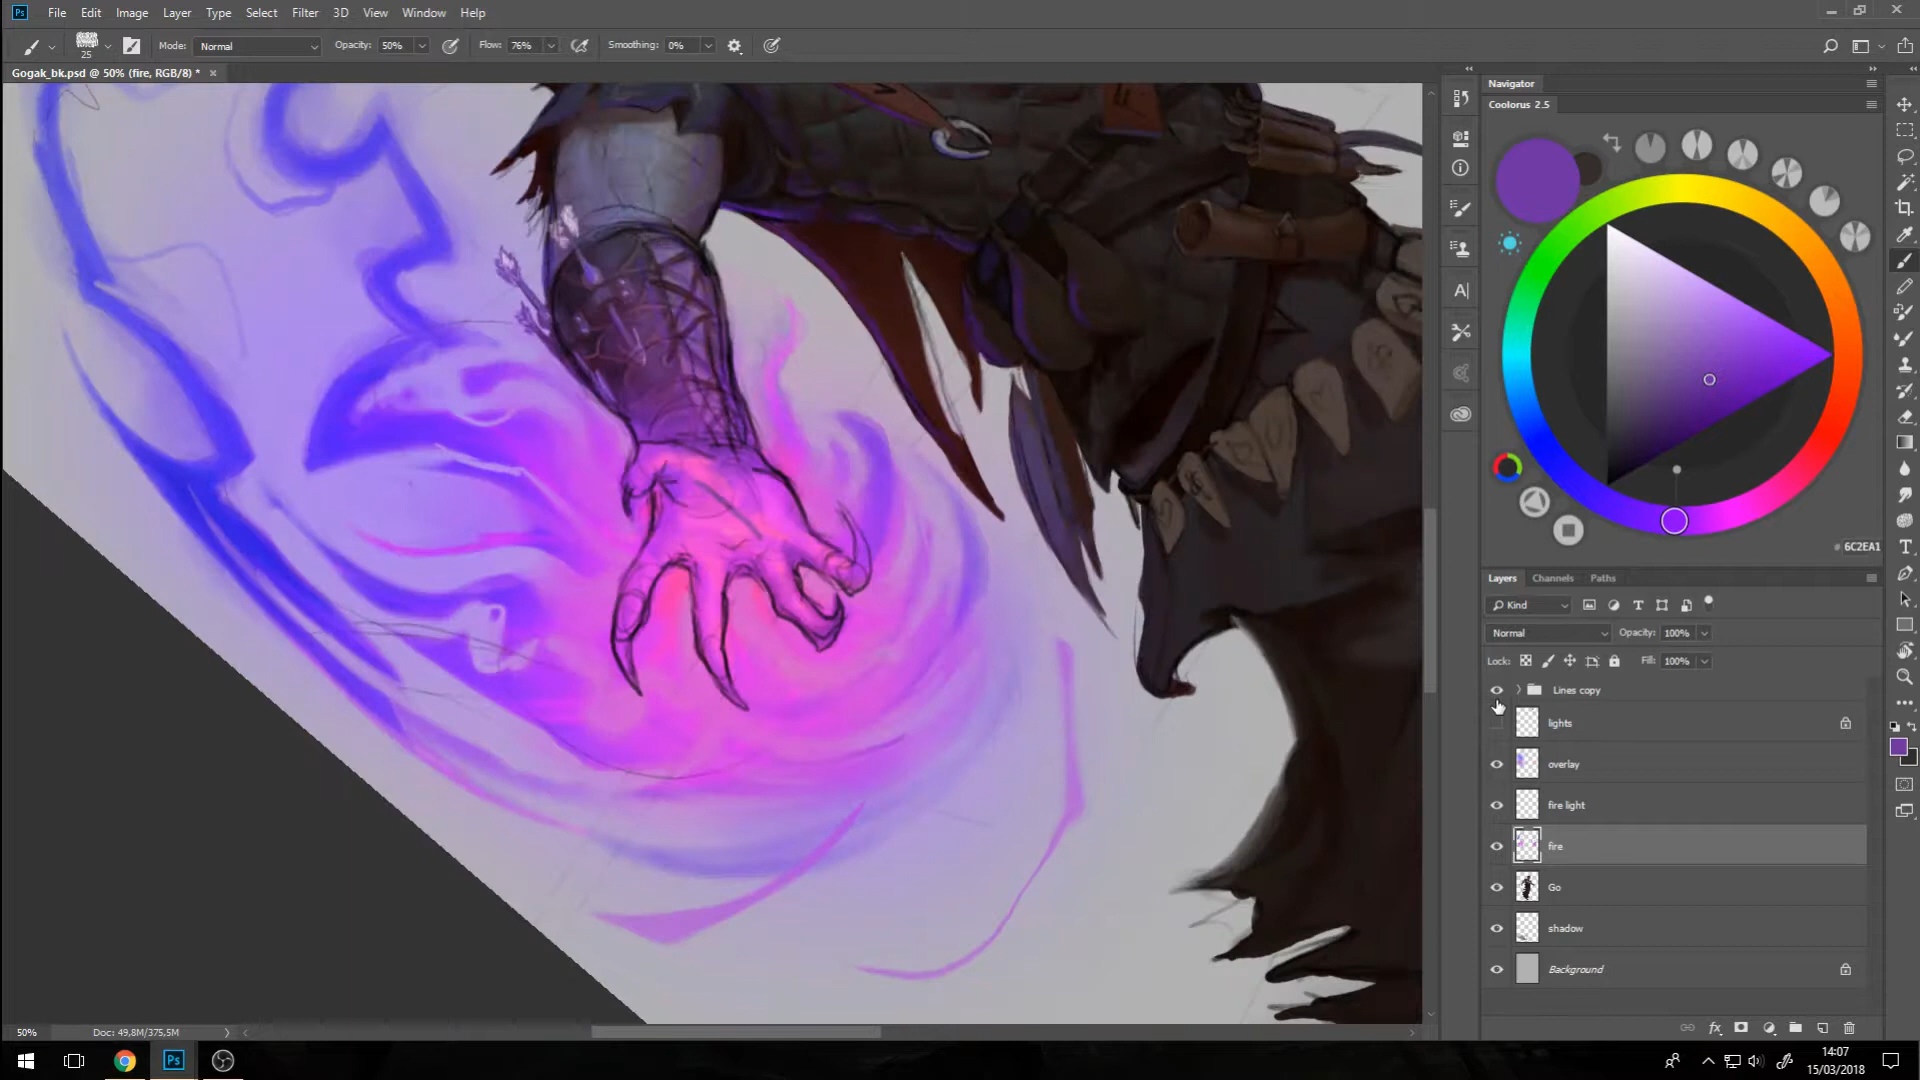 Ps File Edit Image Layer Type Select Filter 3D View Window Help
25 Mode: Normal Opacity: 50% Flow: 76% Smoothing: 0%
Gogak_bk.psd @ 50% (fire, RGB/8) * ×
Navigator
Coolorus 2.5
# 6C2EA1
Layers Channels Paths
Kind
Normal Opacity: 100%
Lock: Fill: 100%
Lines copy
lights
overlay
fire light
fire
Go
shadow
Background
50% Doc: 49,8M/375,5M
Ps
14:07
15/03/2018